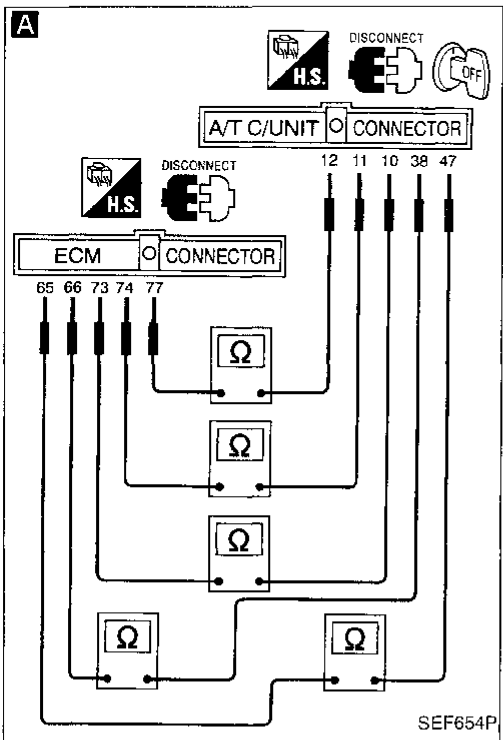 A
DISCONNECT
H.S.
OFF
A/T C/UNIT CONNECTOR
12 11 10 38 47
DISCONNECT
H.S.
ECM CONNECTOR
65 66 73 74 77
Ω
Ω
Ω
Ω
Ω
SEF654P